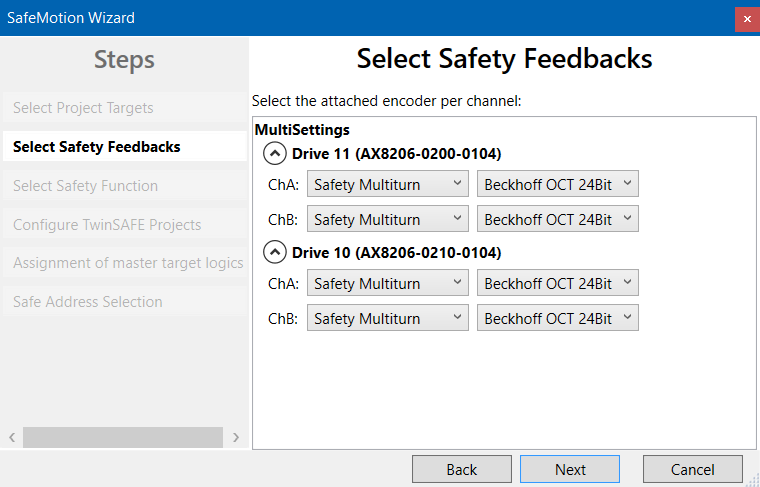 SafeMotion Wizard
Steps
Select Project Targets
Select Safety Feedbacks
Select Safety Function
Configure TwinSAFE Projects
Assignment of master target logics
Safe Address Selection
Select Safety Feedbacks
Select the attached encoder per channel:
MultiSettings
Drive 11 (AX8206-0200-0104)
ChA: Safety Multiturn Beckhoff OCT 24Bit
ChB: Safety Multiturn Beckhoff OCT 24Bit
Drive 10 (AX8206-0210-0104)
ChA: Safety Multiturn Beckhoff OCT 24Bit
ChB: Safety Multiturn Beckhoff OCT 24Bit
Back Next Cancel